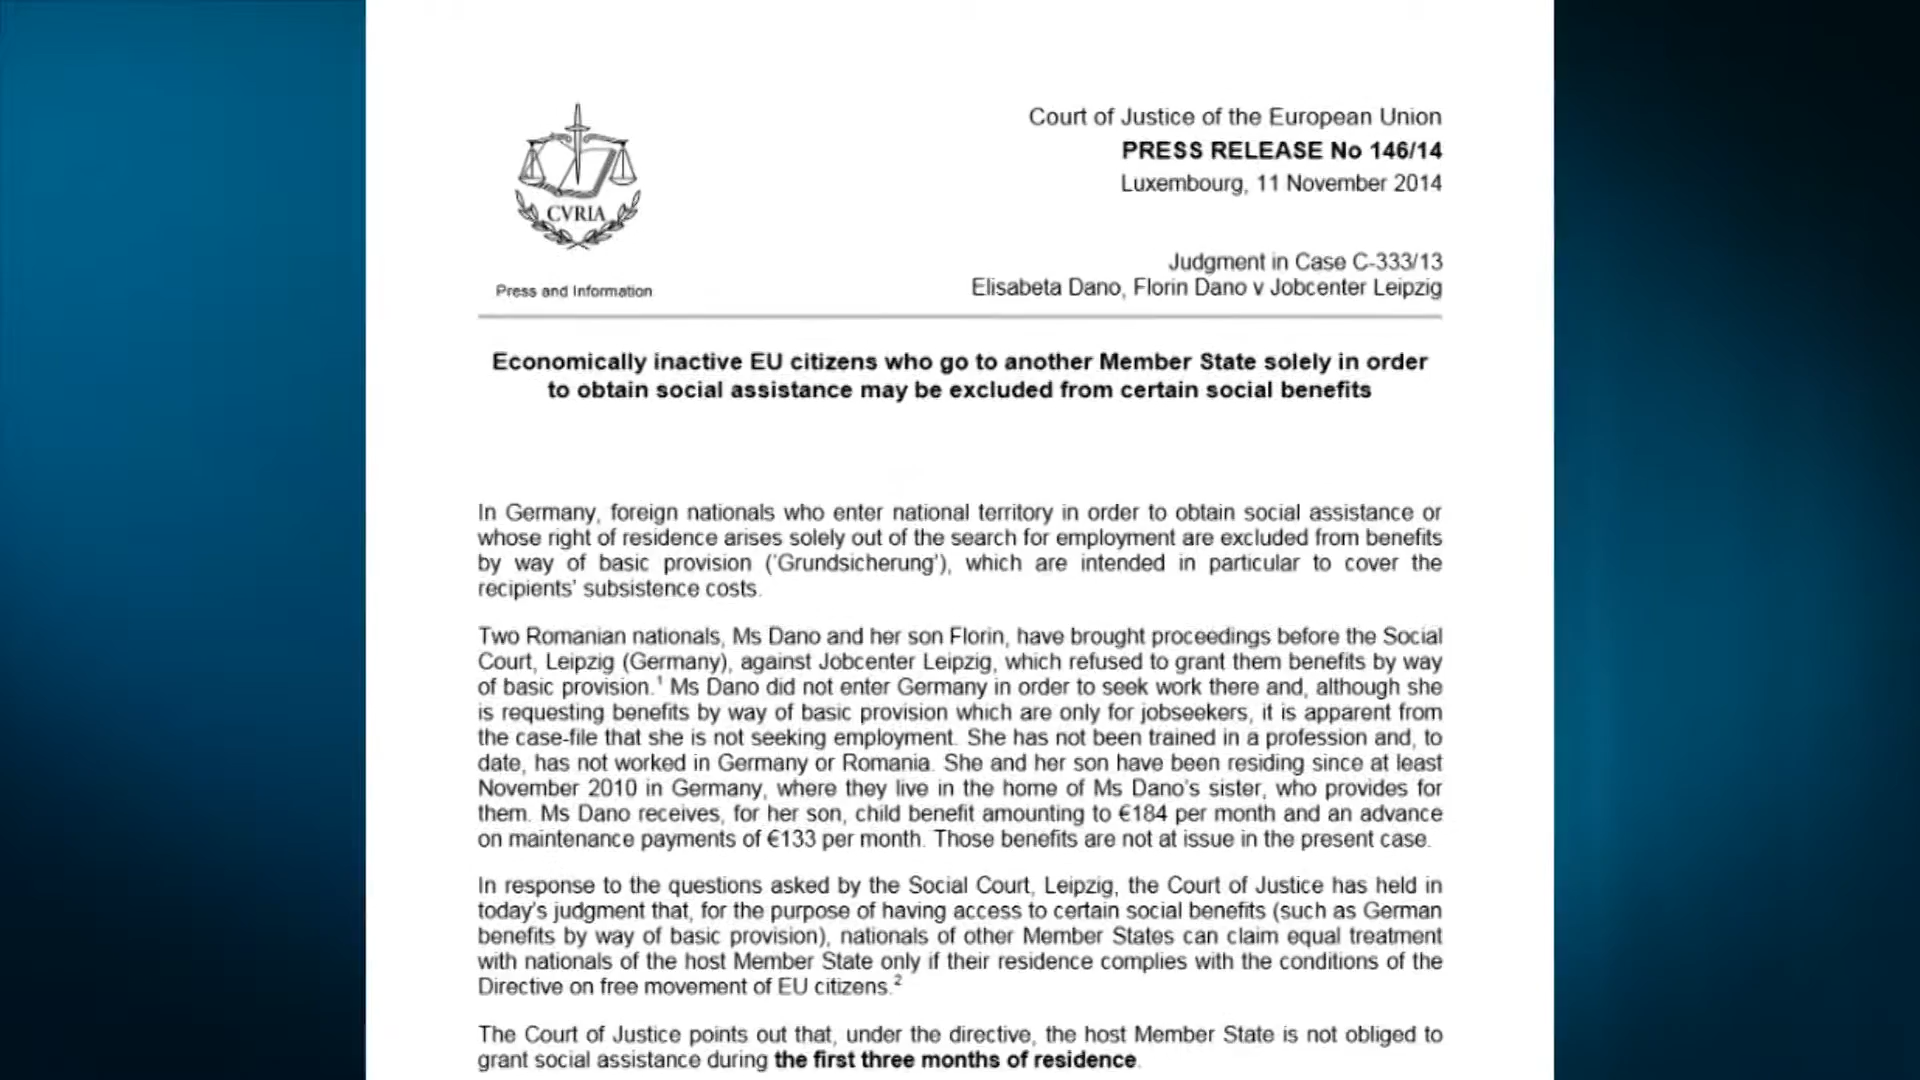 CVRIA
Press and Information
Court of Justice of the European Union
PRESS RELEASE No 146/14
Luxembourg, 11 November 2014
Judgment in Case C-333/13
Elisabeta Dano, Florin Dano v Jobcenter Leipzig
Economically inactive EU citizens who go to another Member State solely in order
to obtain social assistance may be excluded from certain social benefits
In Germany, foreign nationals who enter national territory in order to obtain social assistance or
whose right of residence arises solely out of the search for employment are excluded from benefits
by way of basic provision (‘Grundsicherung’), which are intended in particular to cover the
recipients’ subsistence costs.
Two Romanian nationals, Ms Dano and her son Florin, have brought proceedings before the Social
Court, Leipzig (Germany), against Jobcenter Leipzig, which refused to grant them benefits by way
of basic provision.¹ Ms Dano did not enter Germany in order to seek work there and, although she
is requesting benefits by way of basic provision which are only for jobseekers, it is apparent from
the case-file that she is not seeking employment. She has not been trained in a profession and, to
date, has not worked in Germany or Romania. She and her son have been residing since at least
November 2010 in Germany, where they live in the home of Ms Dano’s sister, who provides for
them. Ms Dano receives, for her son, child benefit amounting to €184 per month and an advance
on maintenance payments of €133 per month. Those benefits are not at issue in the present case.
In response to the questions asked by the Social Court, Leipzig, the Court of Justice has held in
today’s judgment that, for the purpose of having access to certain social benefits (such as German
benefits by way of basic provision), nationals of other Member States can claim equal treatment
with nationals of the host Member State only if their residence complies with the conditions of the
Directive on free movement of EU citizens.²
The Court of Justice points out that, under the directive, the host Member State is not obliged to
grant social assistance during the first three months of residence.